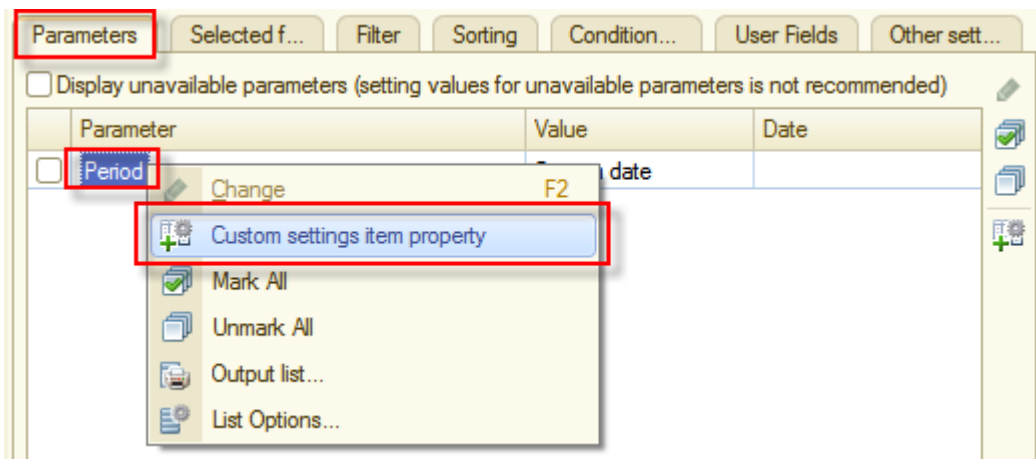 Parameters Selected f... Filter Sorting Condition... User Fields Other sett...
Display unavailable parameters (setting values for unavailable parameters is not recommended)
Parameter Value Date
Period date
Change F2
Custom settings item property
Mark All
Unmark All
Output list...
List Options...